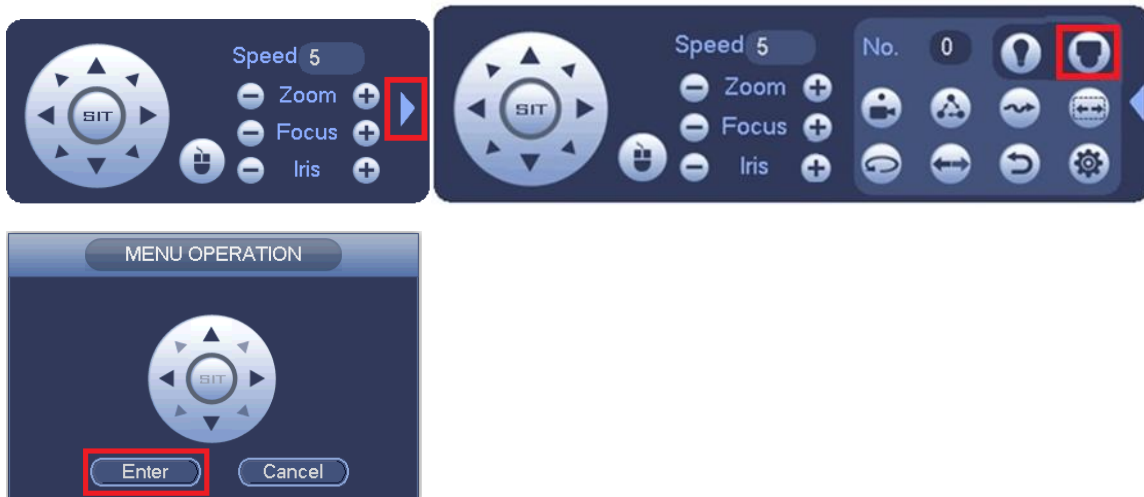 Speed 5
SIT
Zoom
Focus
Iris
Speed 5
No. 0
SIT
Zoom
Focus
Iris
MENU OPERATION
SIT
Enter
Cancel